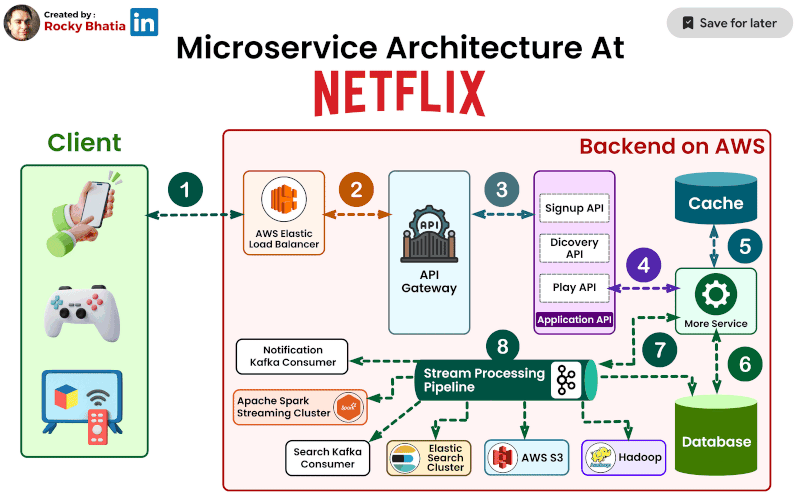 Created by :
Rocky Bhatia
in
Save for later
Microservice Architecture At
NETFLIX
Client
Backend on AWS
1
2
3
4
5
6
7
8
AWS Elastic
Load Balancer
API
API
Gateway
Signup API
Dicovery
API
Play API
Application API
Cache
More Service
Database
Notification
Kafka Consumer
Stream Processing
Pipeline
Apache Spark
Streaming Cluster
Spark
Search Kafka
Consumer
Elastic
Search
Cluster
AWS S3
hadoop
Hadoop